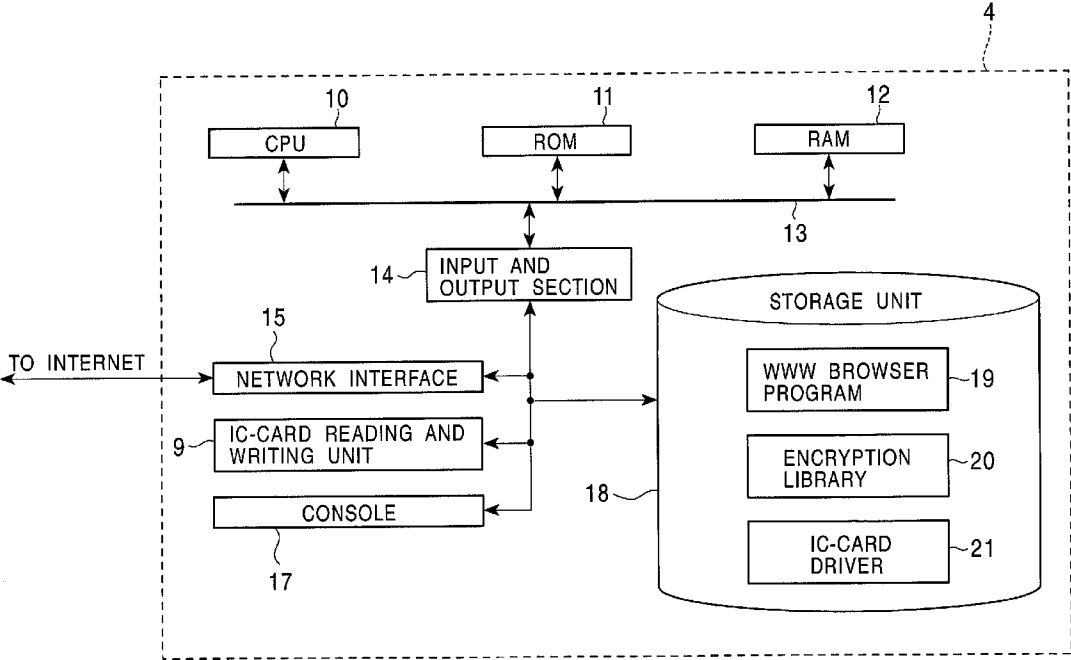 4
10
11
12
CPU
ROM
RAM
13
14
INPUT AND
OUTPUT SECTION
STORAGE UNIT
15
TO INTERNET
NETWORK INTERFACE
WWW BROWSER
PROGRAM
19
9
IC-CARD READING AND
WRITING UNIT
ENCRYPTION
LIBRARY
20
18
CONSOLE
17
IC-CARD
DRIVER
21